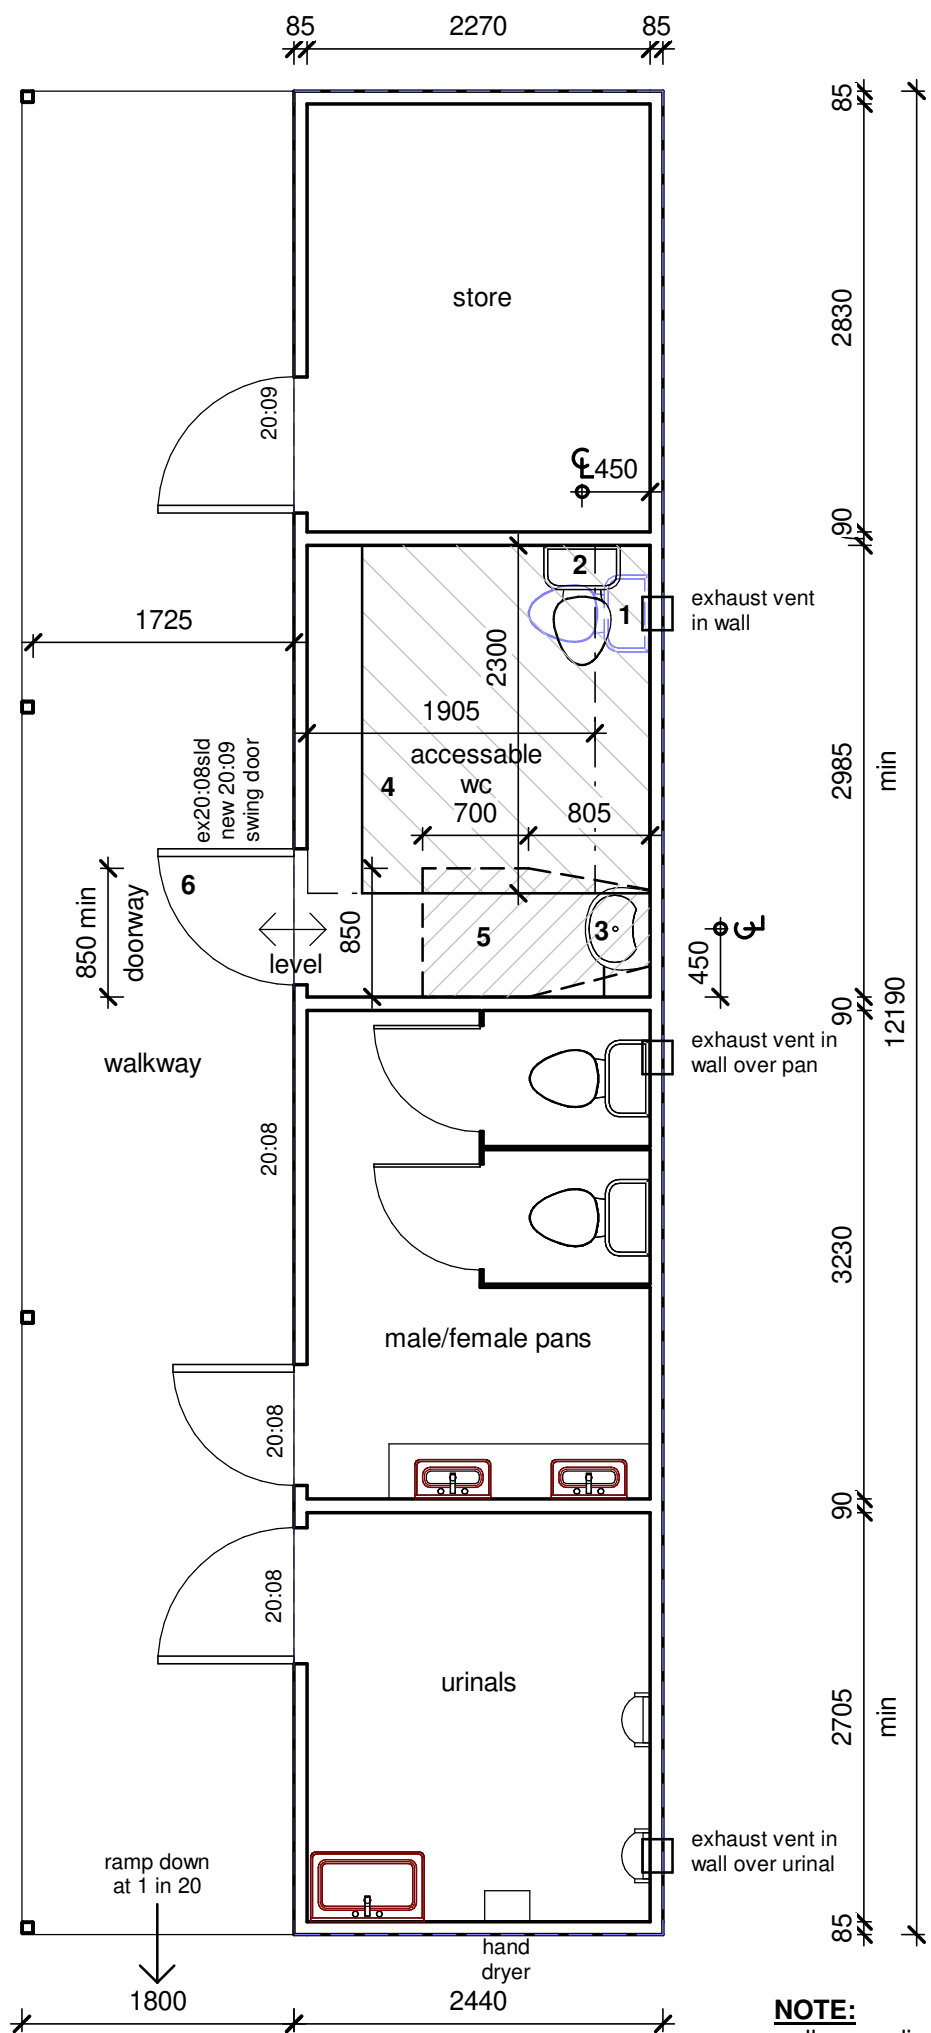 85 2270 85
85
store
2830
20:09
CL 450
90
2
1
exhaust vent
in wall
1725
2300
1905
accessable
wc
4
700 805
ex20:08sld
new 20:09
swing door
2985 min
6
850 min
doorway
850
5
3
CL
450
level
90
12190
walkway
exhaust vent in
wall over pan
20:08
3230
male/female pans
20:08
90
20:08
urinals
2705 min
exhaust vent in
wall over urinal
ramp down
at 1 in 20
85
hand
dryer
1800 2440
NOTE: